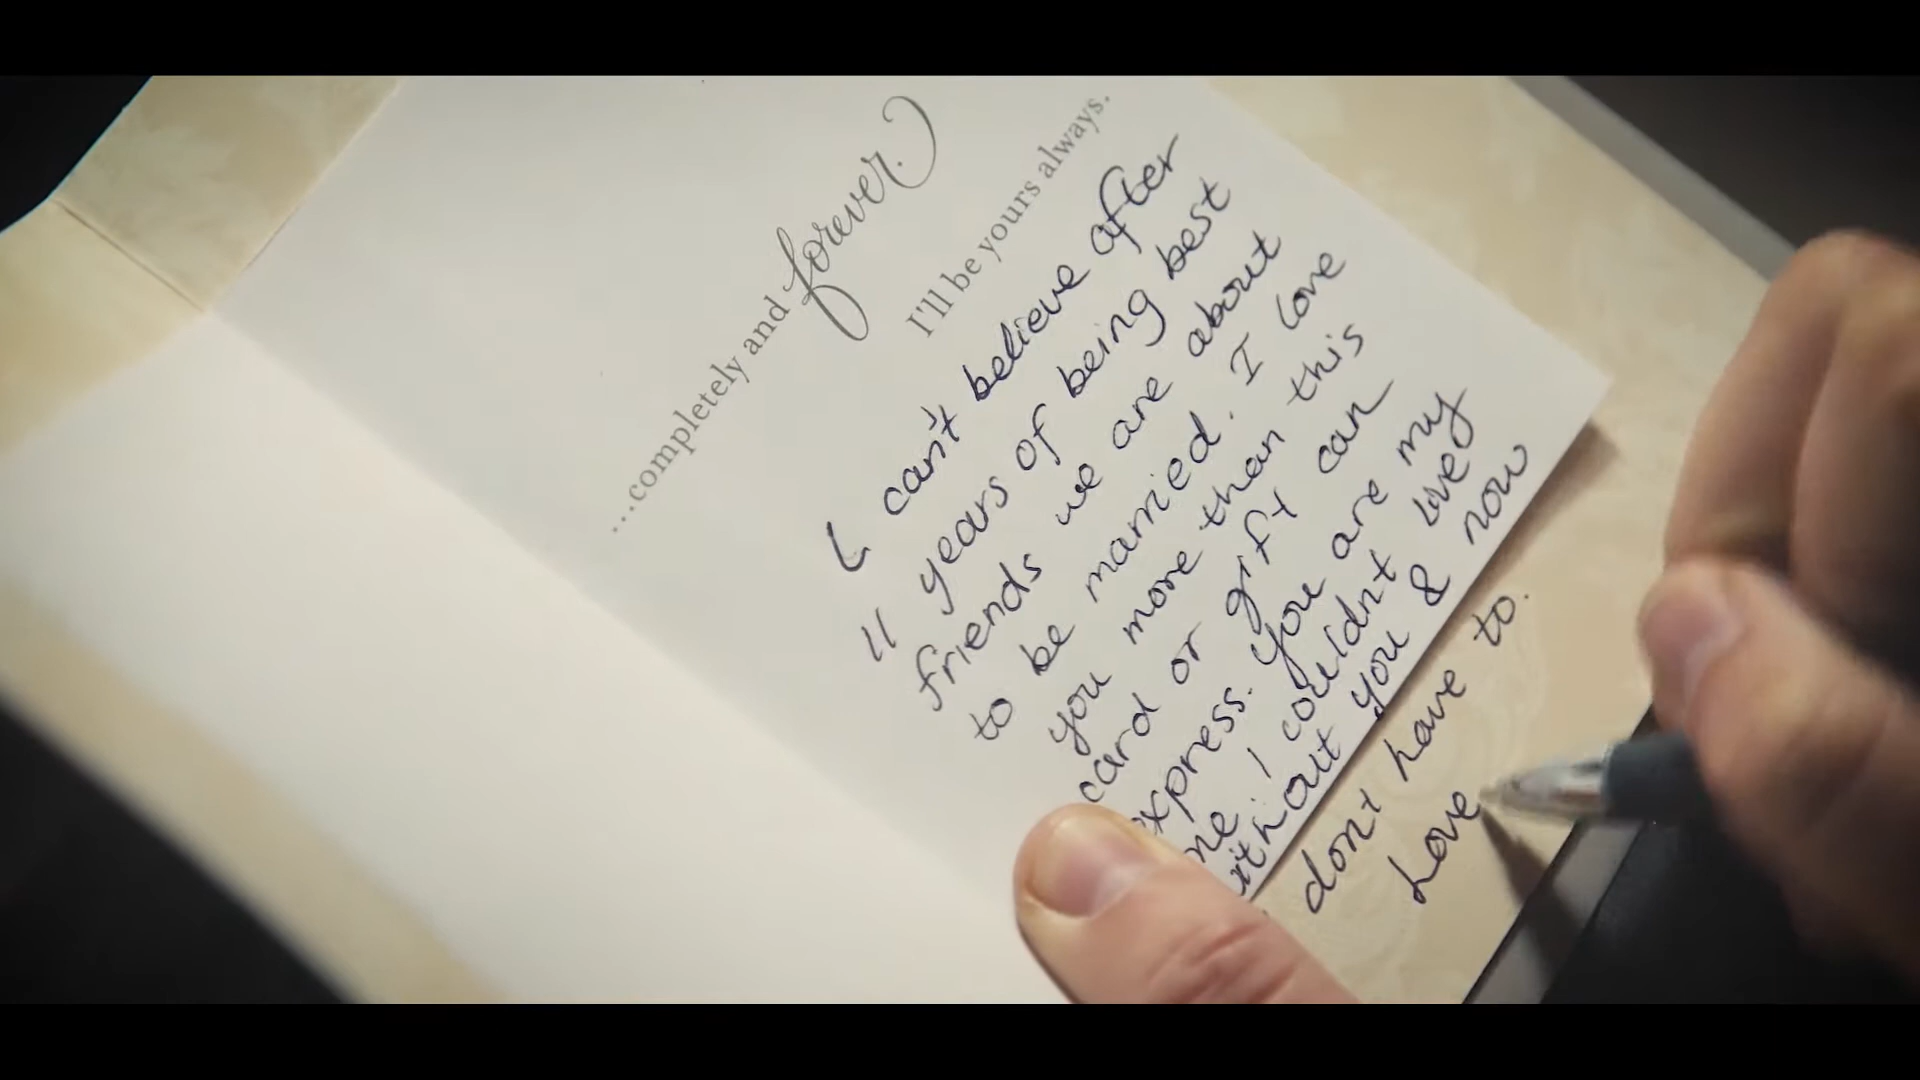 ...completely and forever.
I'll be yours always.
I can't believe after
11 years of being best
friends we are about
to be married. I love
you more than this
card or gift can
express. You are my
one I couldnt live
without you & now
dont have to.
Love